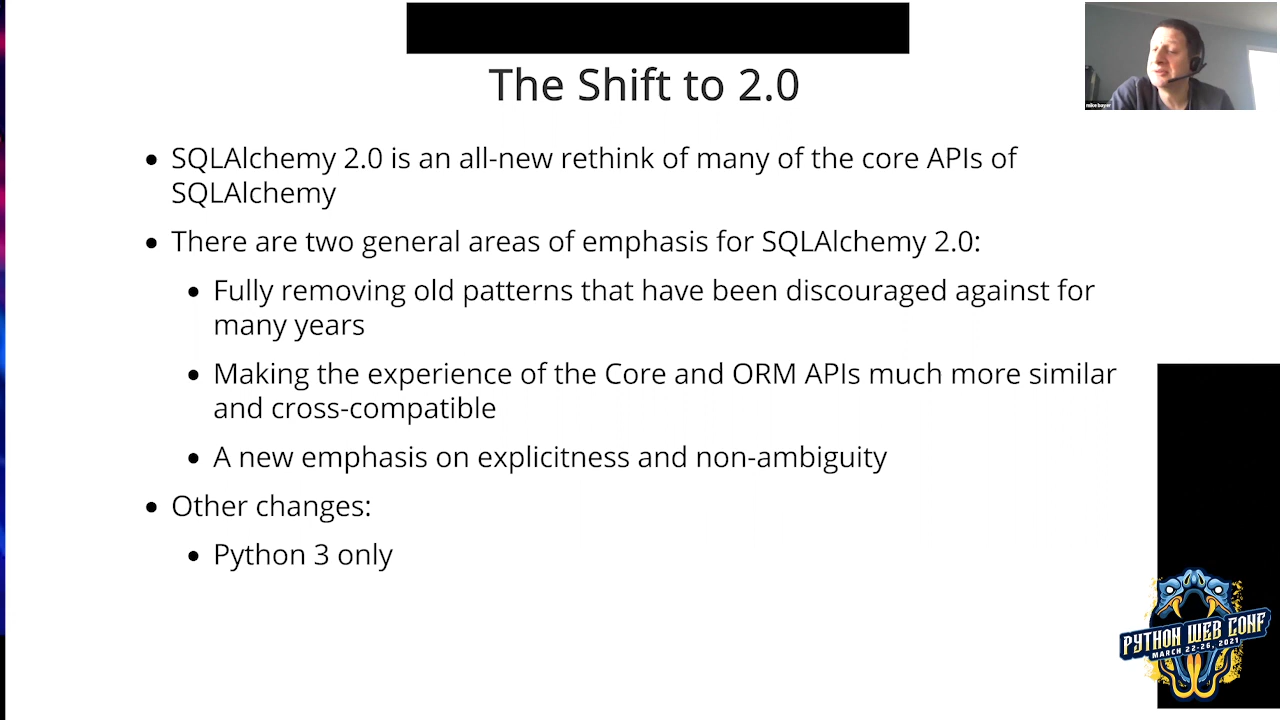 The Shift to 2.0
mike bayer
• SQLAlchemy 2.0 is an all-new rethink of many of the core APIs of
SQLAlchemy
• There are two general areas of emphasis for SQLAlchemy 2.0:
• Fully removing old patterns that have been discouraged against for
many years
• Making the experience of the Core and ORM APIs much more similar
and cross-compatible
• A new emphasis on explicitness and non-ambiguity
• Other changes:
• Python 3 only
PYTHON WEB CONF
MARCH 22-26, 2021